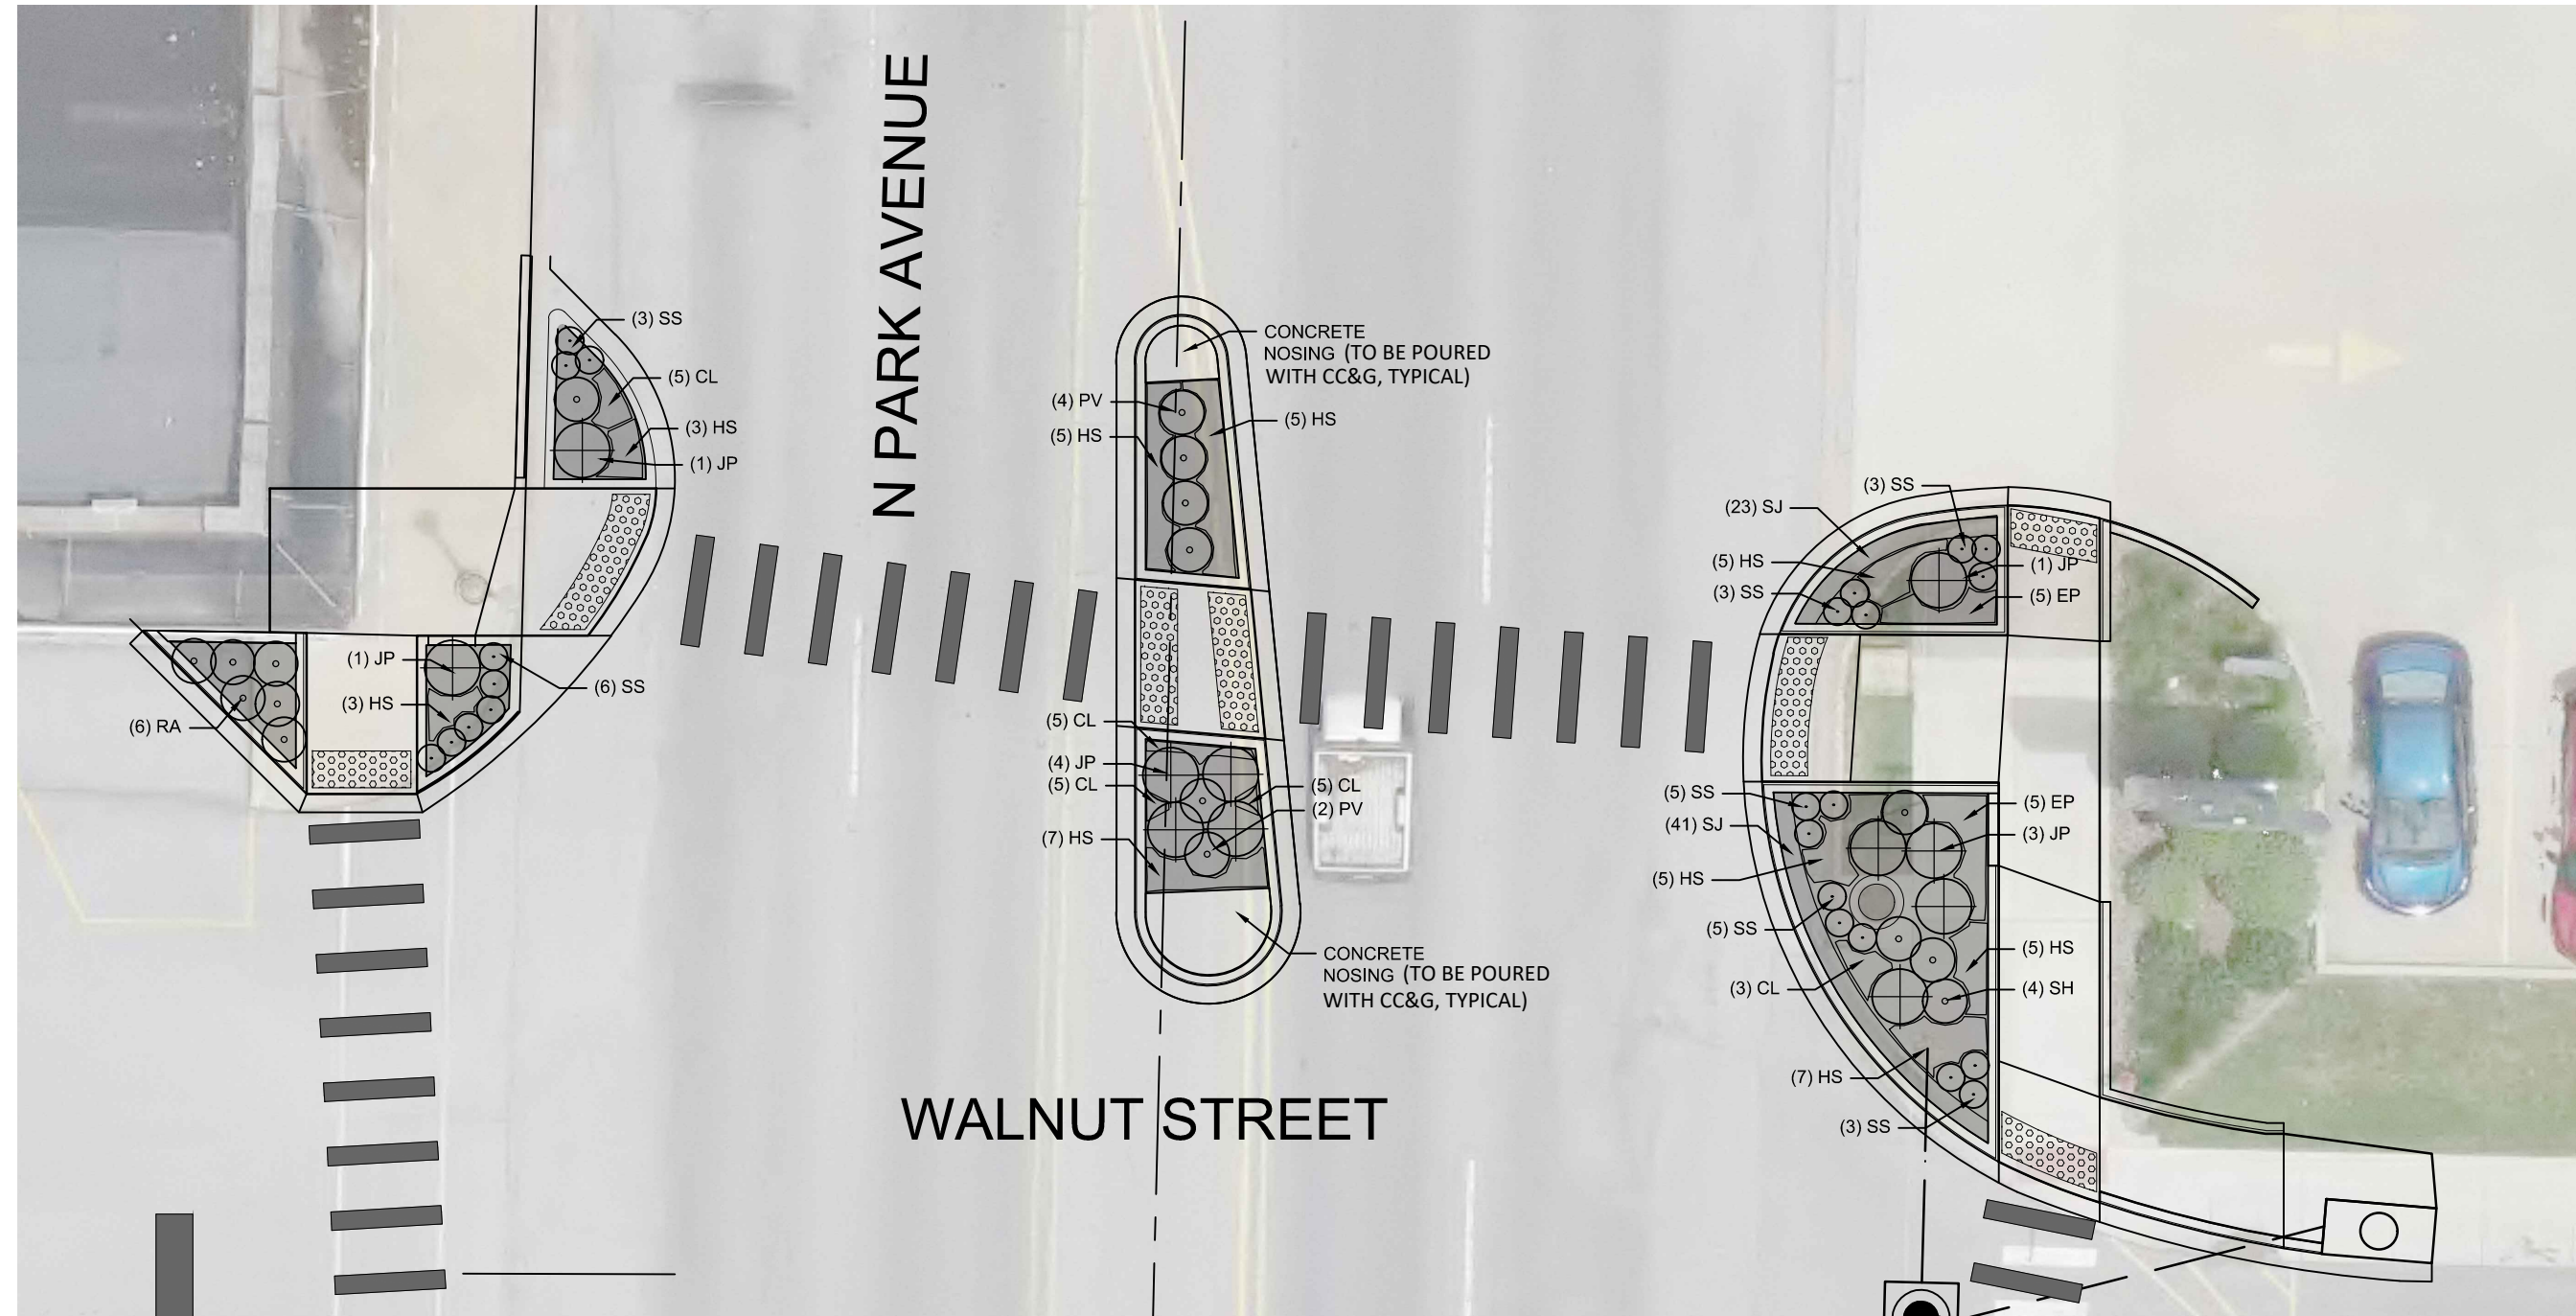 N PARK AVENUE
(3) SS
(5) CL
(3) HS
(1) JP
(1) JP
(3) HS
(6) SS
(6) RA
CONCRETE
NOSING (TO BE POURED
WITH CC&G, TYPICAL)
(4) PV
(5) HS
(5) HS
(5) CL
(4) JP
(5) CL
(5) CL
(2) PV
(7) HS
CONCRETE
NOSING (TO BE POURED
WITH CC&G, TYPICAL)
WALNUT STREET
(3) SS
(23) SJ
(5) HS
(1) JP
(3) SS
(5) EP
(5) SS
(5) EP
(41) SJ
(3) JP
(5) HS
(5) SS
(5) HS
(3) CL
(4) SH
(7) HS
(3) SS